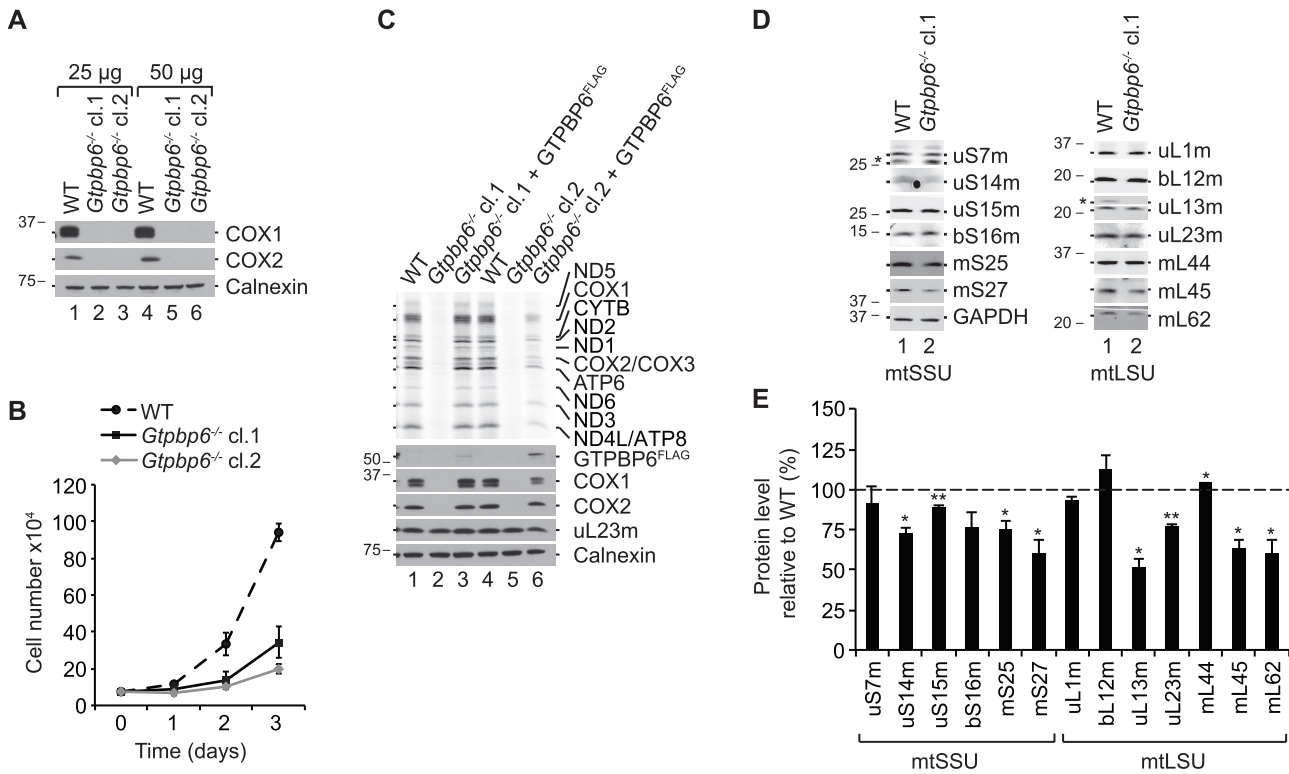 A
25 µg 50 µg
WT
Gtpbp6-/- cl.1
Gtpbp6-/- cl.2
WT
Gtpbp6-/- cl.1
Gtpbp6-/- cl.2
37
COX1
COX2
75
Calnexin
1 2 3 4 5 6
B
WT
Gtpbp6-/- cl.1
Gtpbp6-/- cl.2
Cell number x10⁴
120
100
80
60
40
20
0
0 1 2 3
Time (days)
C
WT
Gtpbp6-/- cl.1
Gtpbp6-/- cl.1 + GTPBP6FLAG
WT
Gtpbp6-/- cl.2
Gtpbp6-/- cl.2 + GTPBP6FLAG
ND5
COX1
CYTB
ND2
ND1
COX2/COX3
ATP6
ND6
ND3
ND4L/ATP8
50
GTPBP6FLAG
37
COX1
COX2
uL23m
75
Calnexin
1 2 3 4 5 6
D
WT
Gtpbp6-/- cl.1
* 25
uS7m
uS14m
25
uS15m
15
bS16m
mS25
mS27
37
37
GAPDH
1 2
mtSSU
WT
Gtpbp6-/- cl.1
37
uL1m
20
bL12m
*
20
uL13m
uL23m
37
mL44
mL45
20
mL62
1 2
mtLSU
E
Protein level
relative to WT (%)
150
125
100
75
50
25
0
* ** * * * ** * * *
uS7m
uS14m
uS15m
bS16m
mS25
mS27
uL1m
bL12m
uL13m
uL23m
mL44
mL45
mL62
mtSSU mtLSU